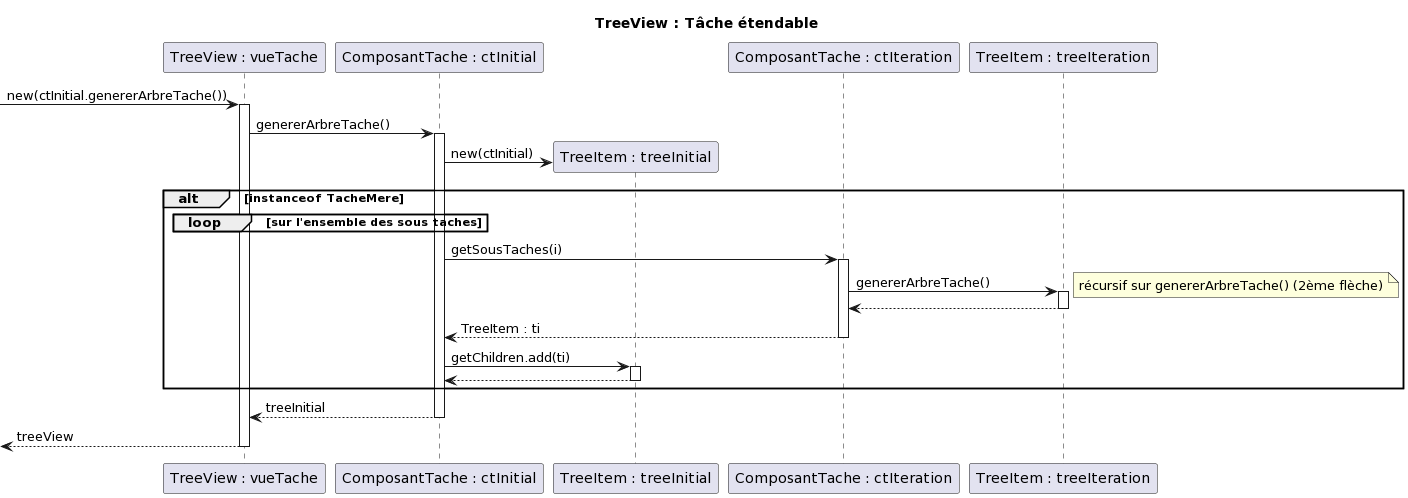 TreeView : Tâche étendable
TreeView : vueTache
ComposantTache : ctInitial
ComposantTache : ctIteration
TreeItem : treeIteration
new(ctInitial.genererArbreTache())
genererArbreTache()
new(ctInitial)
TreeItem : treeInitial
alt [instanceof TacheMere]
loop [sur l'ensemble des sous taches]
getSousTaches(i)
genererArbreTache()
récursif sur genererArbreTache() (2ème flèche)
TreeItem : ti
getChildren.add(ti)
treeInitial
treeView
TreeView : vueTache
ComposantTache : ctInitial
TreeItem : treeInitial
ComposantTache : ctIteration
TreeItem : treeIteration